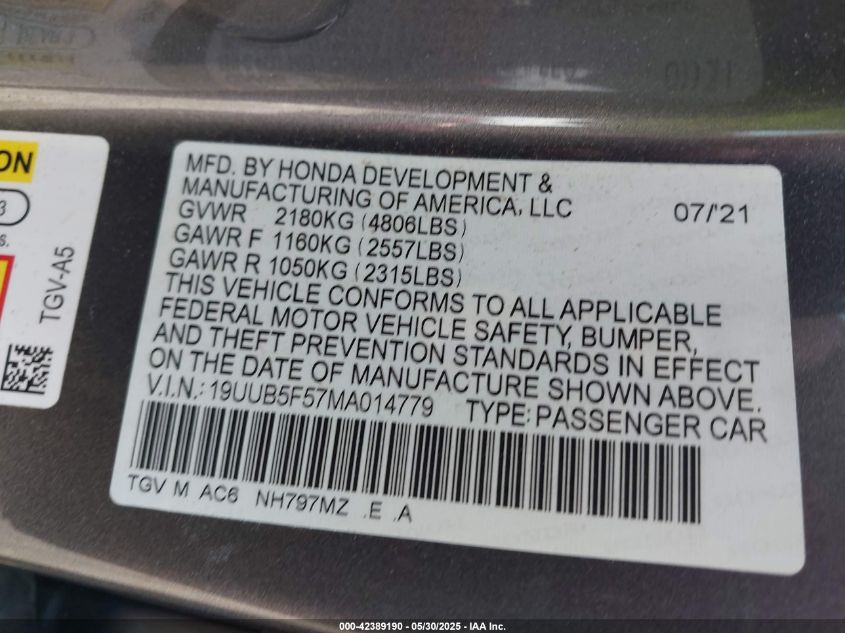 ON
3
s.
TGV-A5
MFD. BY HONDA DEVELOPMENT &
MANUFACTURING OF AMERICA, LLC 07/'21
GVWR 2180KG (4806LBS)
GAWR F 1160KG (2557LBS)
GAWR R 1050KG (2315LBS)
THIS VEHICLE CONFORMS TO ALL APPLICABLE
FEDERAL MOTOR VEHICLE SAFETY, BUMPER,
AND THEFT PREVENTION STANDARDS IN EFFECT
ON THE DATE OF MANUFACTURE SHOWN ABOVE.
V.I.N.: 19UUB5F57MA014779 TYPE: PASSENGER CAR
TGV M AC6 NH797MZ .E .A
000-42389190 - 05/30/2025 - IAA Inc.